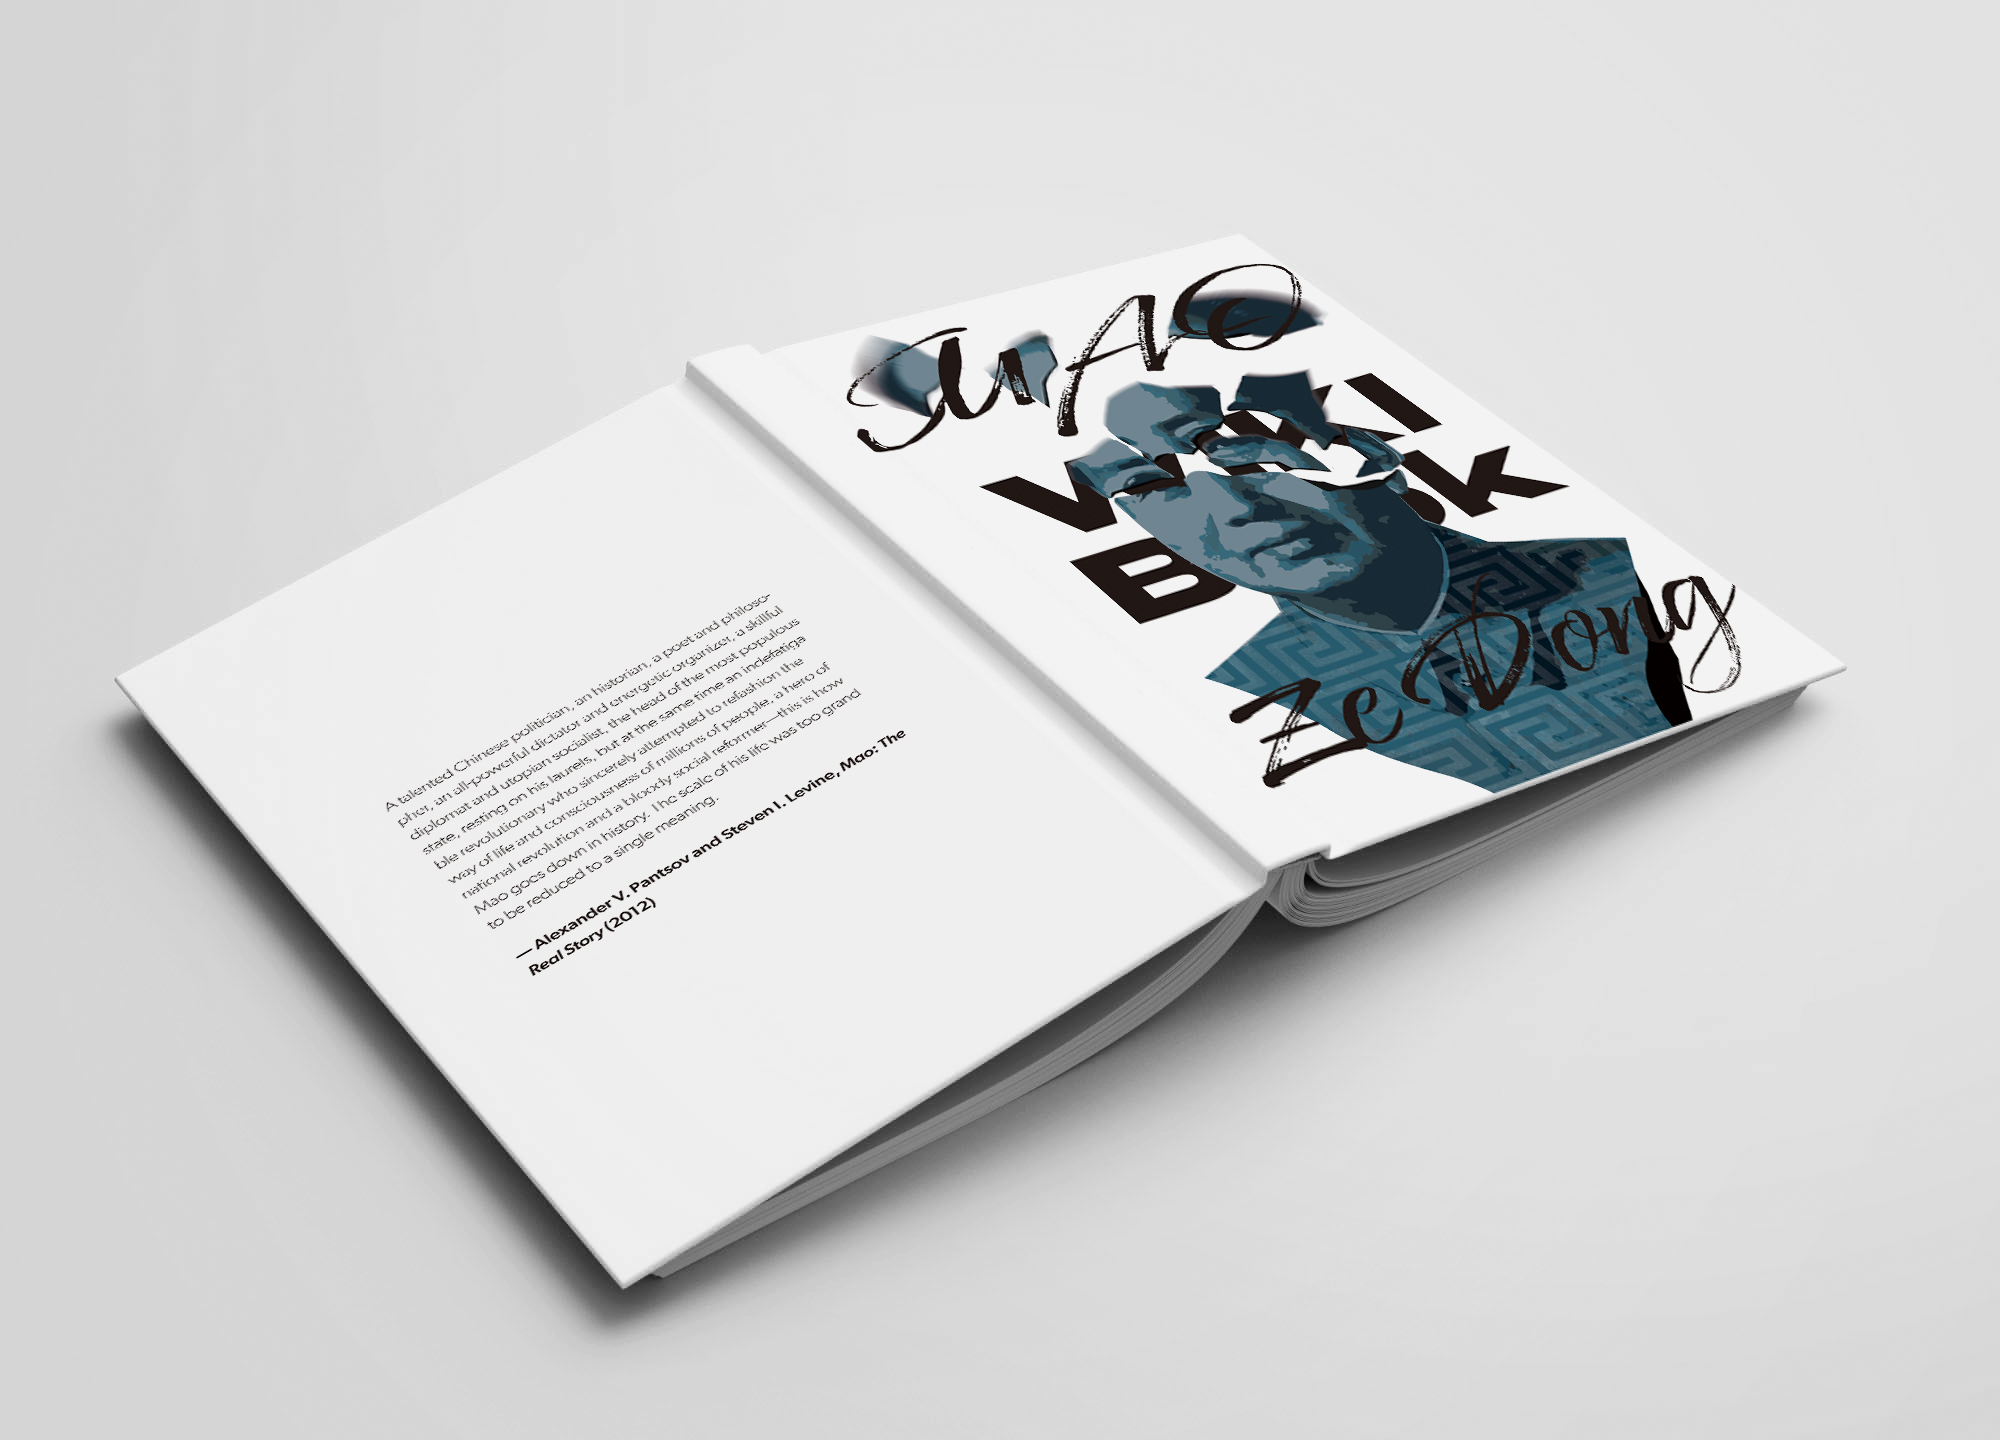 A talented Chinese politician, an historian, a poet and philoso-
pher, an all-powerful dictator and energetic organizer, a skillful
diplomat and utopian socialist, the head of the most populous
state, resting on his laurels, but at the same time an indefatiga
ble revolutionary who sincerely attempted to refashion the
way of life and consciousness of millions of people, a hero of
national revolution and a bloody social reformer—this is how
Mao goes down in history. The scale of his life was too grand
to be reduced to a single meaning.
— Alexander V. Pantsov and Steven I. Levine, Mao: The
Real Story (2012)
MAO
WIKI
BOOK
Ze Dong